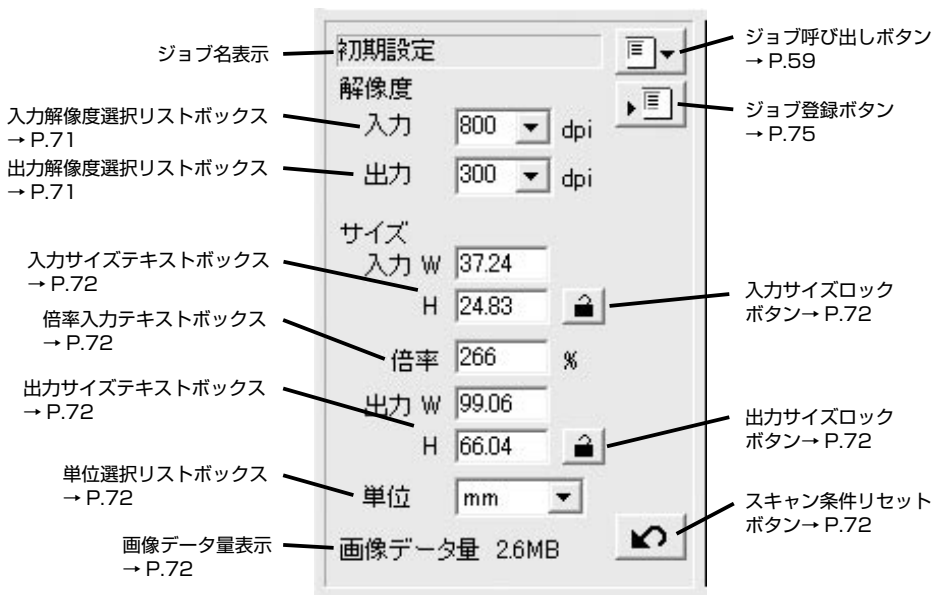 ジョブ名表示
入力解像度選択リストボックス
→ P.71
出力解像度選択リストボックス
→ P.71
入力サイズテキストボックス
→ P.72
倍率入力テキストボックス
→ P.72
出力サイズテキストボックス
→ P.72
単位選択リストボックス
→ P.72
画像データ量表示
→ P.72
初期設定
解像度
入力 800 dpi
出力 300 dpi
サイズ
入力 W 37.24
H 24.83
倍率 266 %
出力 W 99.06
H 66.04
単位 mm
画像データ量 2.6MB
ジョブ呼び出しボタン
→ P.59
ジョブ登録ボタン
→ P.75
入力サイズロック
ボタン→ P.72
出力サイズロック
ボタン→ P.72
スキャン条件リセット
ボタン→ P.72